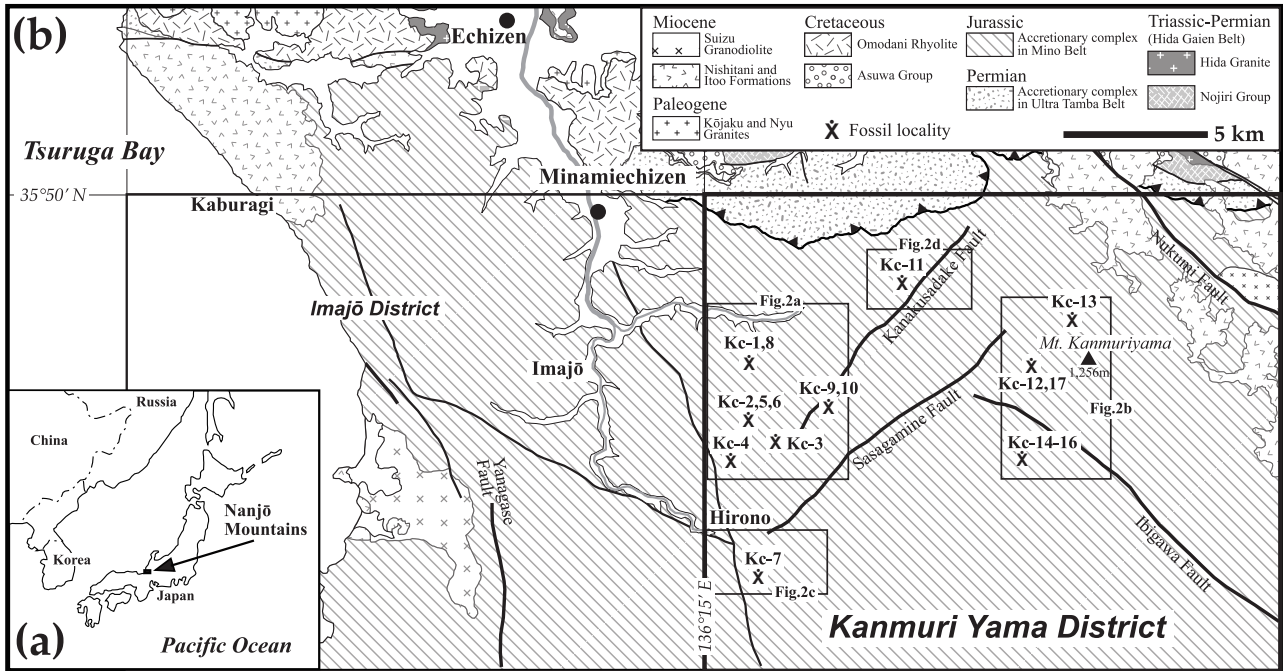 (b)
Echizen
Tsuruga Bay
Minamiechizen
35°50′ N
Kaburagi
Imajō District
Imajō
Yanagase
Fault
Hirono
136°15′ E
Miocene
Suizu
Granodiolite
Nishitani and
Itoo Formations
Paleogene
Kōjaku and Nyu
Granites
Cretaceous
Omodani Rhyolite
Asuwa Group
Fossil locality
Jurassic
Accretionary complex
in Mino Belt
Permian
Accretionary complex
in Ultra Tamba Belt
Triassic-Permian
(Hida Gaien Belt)
Hida Granite
Nojiri Group
5 km
Fig.2d
Kc-11
Kanakusadake Fault
Nukumi Fault
Fig.2a
Kc-1,8
Kc-2,5,6
Kc-9,10
Kc-4
Kc-3
Sasagamine Fault
Kc-13
Mt. Kanmuriyama
1,256m
Kc-12,17
Fig.2b
Kc-14-16
Ibigawa Fault
Kc-7
Fig.2c
Kanmuri Yama District
Russia
China
Nanjō
Mountains
Korea
Japan
(a)
Pacific Ocean